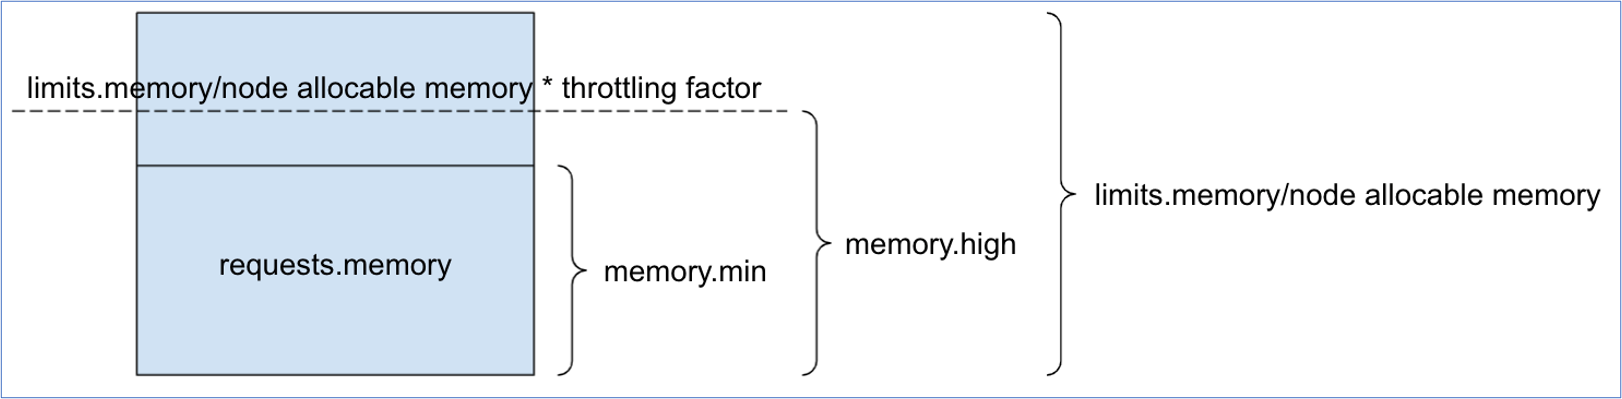 limits.memory/node allocable memory * throttling factor
limits.memory/node allocable memory
memory.high
requests.memory
memory.min